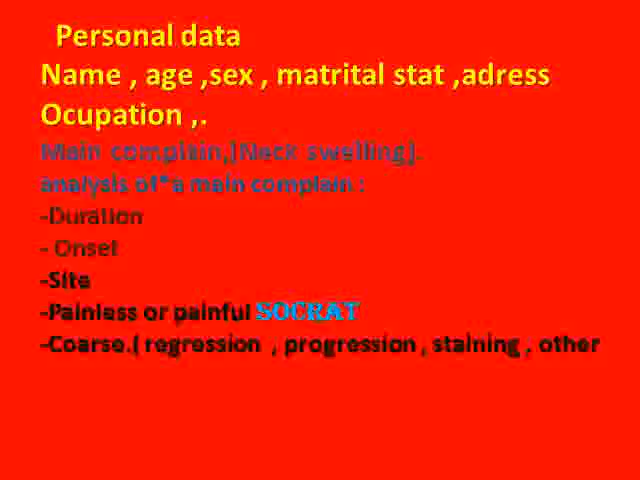 Personal data
Name , age ,sex , matrital stat ,adress
Ocupation ,.
Main complain,[Neck swelling].
analysis of*a main complain :
-Duration
- Onset
-Site
-Painless or painful SOCRAT
-Coarse.( regression , progression , staining , other